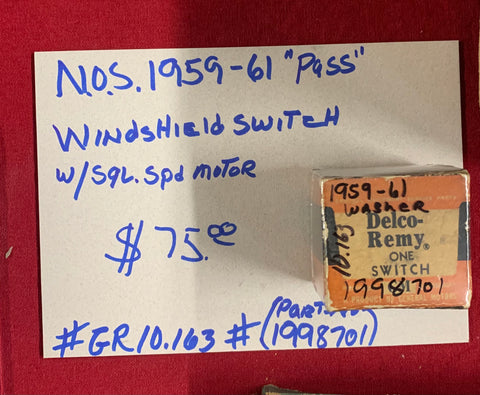 N.O.S. 1959-61 "Pass"
WINDSHIELD SWITCH
W/SGL. Spd MOTOR
$75.00
#GR10.163 # (PART NO 1998701)
1959-61
washer
Delco-
Remy®
ONE
SWITCH
10.163
1998701